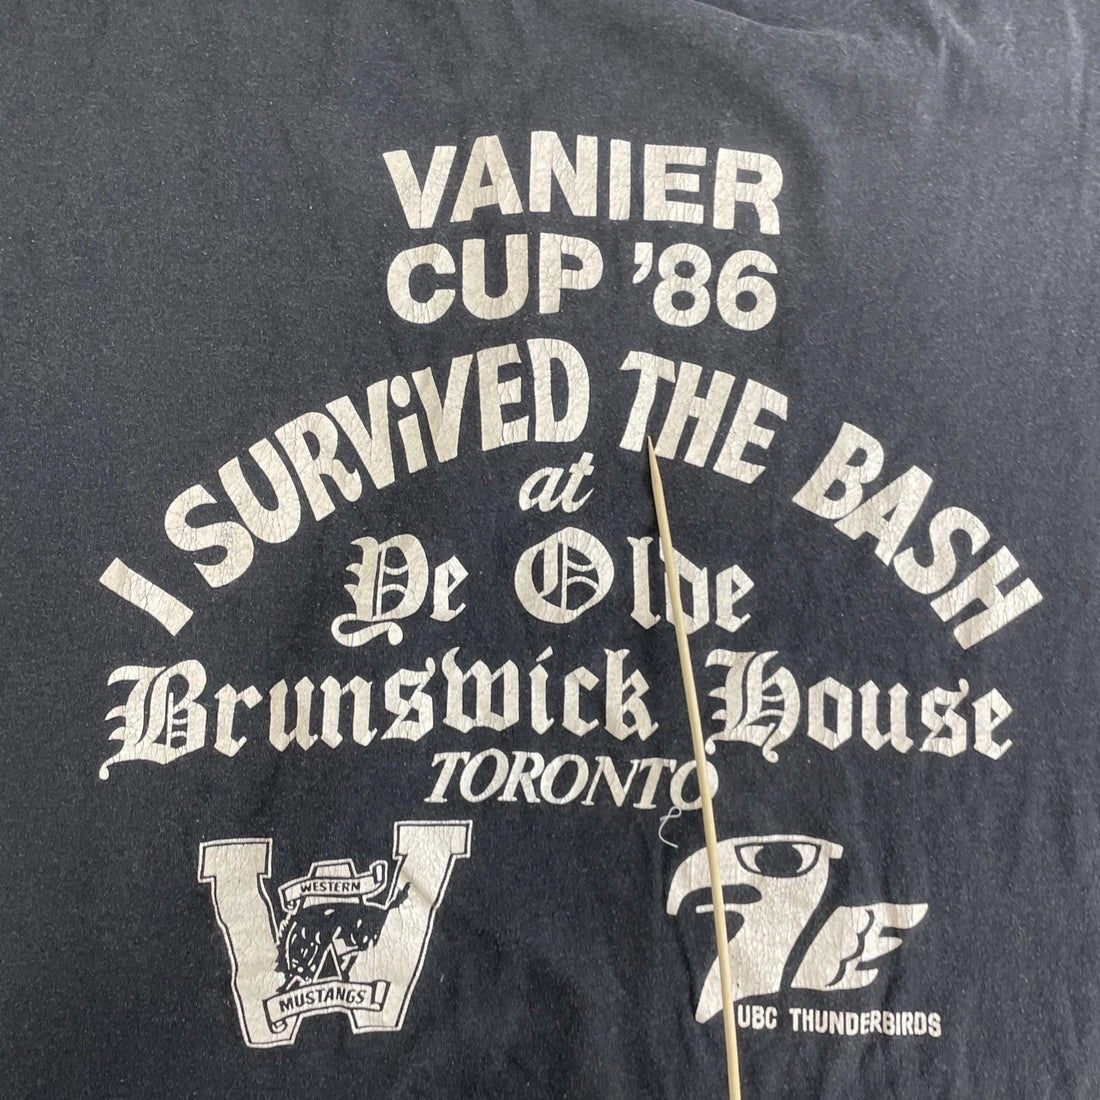 VANIER
CUP '86
I SURViVED THE BASH
at
Ye Olde
Brunswick House
TORONTO
WESTERN
MUSTANGS
UBC THUNDERBIRDS